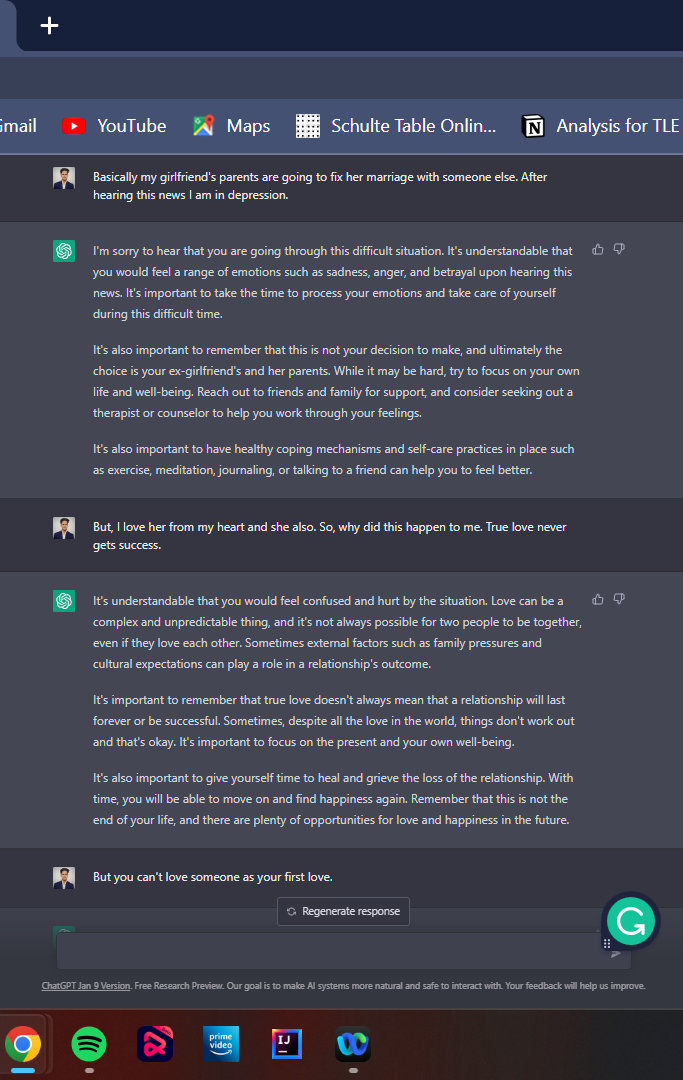 Gmail YouTube Maps Schulte Table Onlin... Analysis for TLE
Basically my girlfriend's parents are going to fix her marriage with someone else. After
hearing this news I am in depression.
I'm sorry to hear that you are going through this difficult situation. It's understandable that
you would feel a range of emotions such as sadness, anger, and betrayal upon hearing this
news. It's important to take the time to process your emotions and take care of yourself
during this difficult time.
It's also important to remember that this is not your decision to make, and ultimately the
choice is your ex-girlfriend's and her parents. While it may be hard, try to focus on your own
life and well-being. Reach out to friends and family for support, and consider seeking out a
therapist or counselor to help you work through your feelings.
It's also important to have healthy coping mechanisms and self-care practices in place such
as exercise, meditation, journaling, or talking to a friend can help you to feel better.
But, I love her from my heart and she also. So, why did this happen to me. True love never
gets success.
It's understandable that you would feel confused and hurt by the situation. Love can be a
complex and unpredictable thing, and it's not always possible for two people to be together,
even if they love each other. Sometimes external factors such as family pressures and
cultural expectations can play a role in a relationship's outcome.
It's important to remember that true love doesn't always mean that a relationship will last
forever or be successful. Sometimes, despite all the love in the world, things don't work out
and that's okay. It's important to focus on the present and your own well-being.
It's also important to give yourself time to heal and grieve the loss of the relationship. With
time, you will be able to move on and find happiness again. Remember that this is not the
end of your life, and there are plenty of opportunities for love and happiness in the future.
But you can't love someone as your first love.
Regenerate response
ChatGPT Jan 9 Version. Free Research Preview. Our goal is to make AI systems more natural and safe to interact with. Your feedback will help us improve.
prime
video
IJ